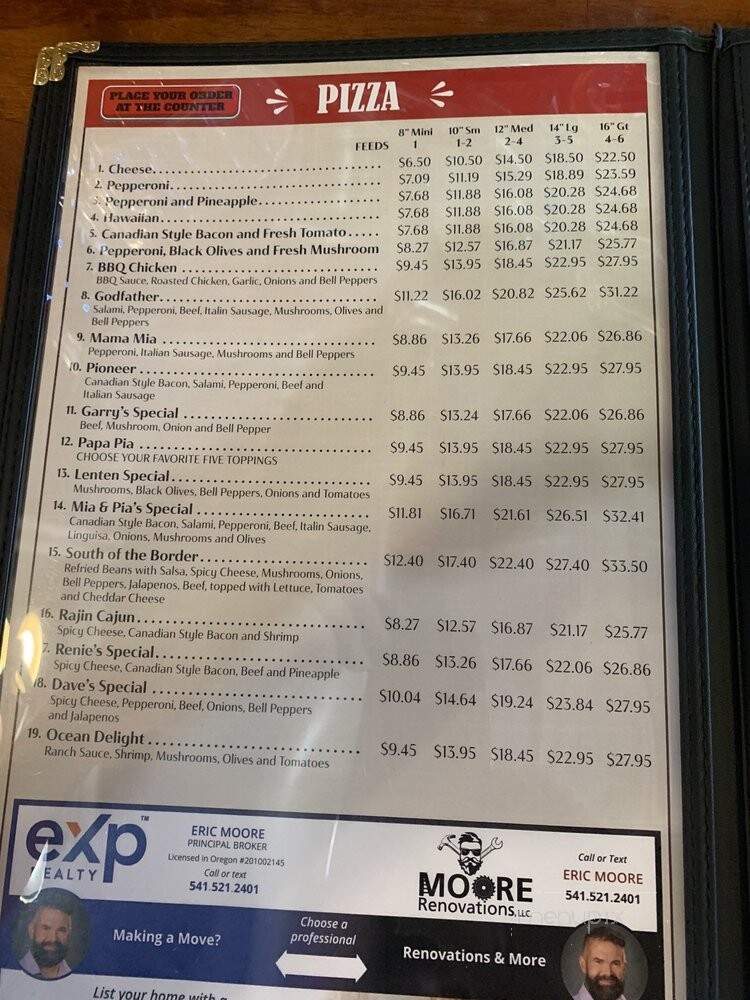 PLACE YOUR ORDER
AT THE COUNTER
PIZZA
8" Mini 10" Sm 12" Med 14" Lg 16" Gt
FEEDS 1 1-2 2-4 3-5 4-6
1. Cheese $6.50 $10.50 $14.50 $18.50 $22.50
2. Pepperoni $7.09 $11.19 $15.29 $18.89 $23.59
3. Pepperoni and Pineapple $7.68 $11.88 $16.08 $20.28 $24.68
4. Hawaiian $7.68 $11.88 $16.08 $20.28 $24.68
5. Canadian Style Bacon and Fresh Tomato $7.68 $11.88 $16.08 $20.28 $24.68
6. Pepperoni, Black Olives and Fresh Mushroom $8.27 $12.57 $16.87 $21.17 $25.77
7. BBQ Chicken $9.45 $13.95 $18.45 $22.95 $27.95
BBQ Sauce, Roasted Chicken, Garlic, Onions and Bell Peppers
8. Godfather $11.22 $16.02 $20.82 $25.62 $31.22
Salami, Pepperoni, Beef, Italin Sausage, Mushrooms, Olives and
Bell Peppers
9. Mama Mia $8.86 $13.26 $17.66 $22.06 $26.86
Pepperoni, Italian Sausage, Mushrooms and Bell Peppers
10. Pioneer $9.45 $13.95 $18.45 $22.95 $27.95
Canadian Style Bacon, Salami, Pepperoni, Beef and
Italian Sausage
11. Garry's Special $8.86 $13.24 $17.66 $22.06 $26.86
Beef, Mushroom, Onion and Bell Pepper
12. Papa Pia $9.45 $13.95 $18.45 $22.95 $27.95
CHOOSE YOUR FAVORITE FIVE TOPPINGS
13. Lenten Special $9.45 $13.95 $18.45 $22.95 $27.95
Mushrooms, Black Olives, Bell Peppers, Onions and Tomatoes
14. Mia & Pia's Special $11.81 $16.71 $21.61 $26.51 $32.41
Canadian Style Bacon, Salami, Pepperoni, Beef, Italin Sausage,
Linguisa, Onions, Mushrooms and Olives
15. South of the Border $12.40 $17.40 $22.40 $27.40 $33.50
Refried Beans with Salsa, Spicy Cheese, Mushrooms, Onions,
Bell Peppers, Jalapenos, Beef, topped with Lettuce, Tomatoes
and Cheddar Cheese
16. Rajin Cajun $8.27 $12.57 $16.87 $21.17 $25.77
Spicy Cheese, Canadian Style Bacon and Shrimp
7. Renie's Special $8.86 $13.26 $17.66 $22.06 $26.86
Spicy Cheese, Canadian Style Bacon, Beef and Pineapple
18. Dave's Special $10.04 $14.64 $19.24 $23.84 $27.95
Spicy Cheese, Pepperoni, Beef, Onions, Bell Peppers
and Jalapenos
19. Ocean Delight $9.45 $13.95 $18.45 $22.95 $27.95
Ranch Sauce, Shrimp, Mushrooms, Olives and Tomatoes
exp™
REALTY
ERIC MOORE
PRINCIPAL BROKER
Licensed in Oregon #201002145
Call or text
541.521.2401
MOORE
Renovations, LLC
Call or Text
ERIC MOORE
541.521.2401
Making a Move?
Choose a
professional
Renovations & More
List your home with a